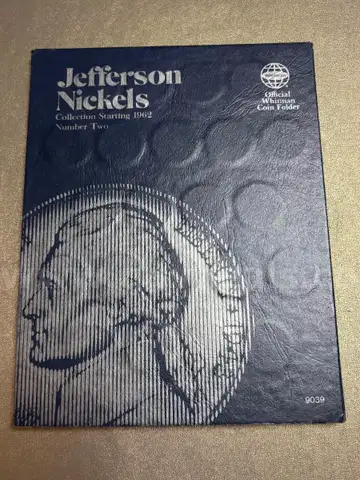 Jefferson
Nickels
Collection Starting 1962
Number Two
Official
Whitman
Coin Folder
9039